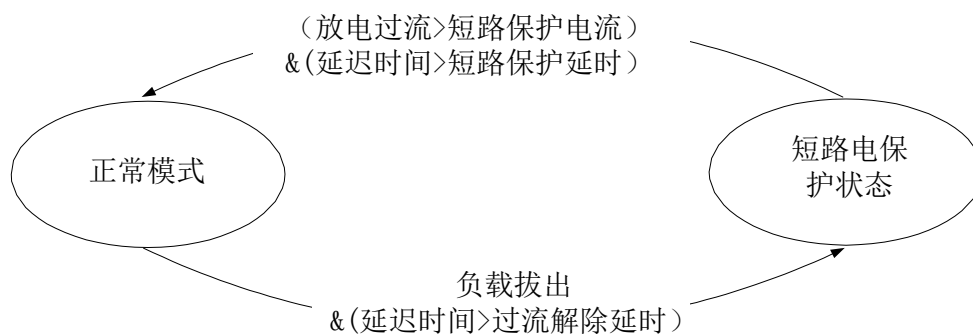 （放电过流>短路保护电流）
&(延迟时间>短路保护延时）
正常模式
短路电保
护状态
负载拔出
&(延迟时间>过流解除延时）